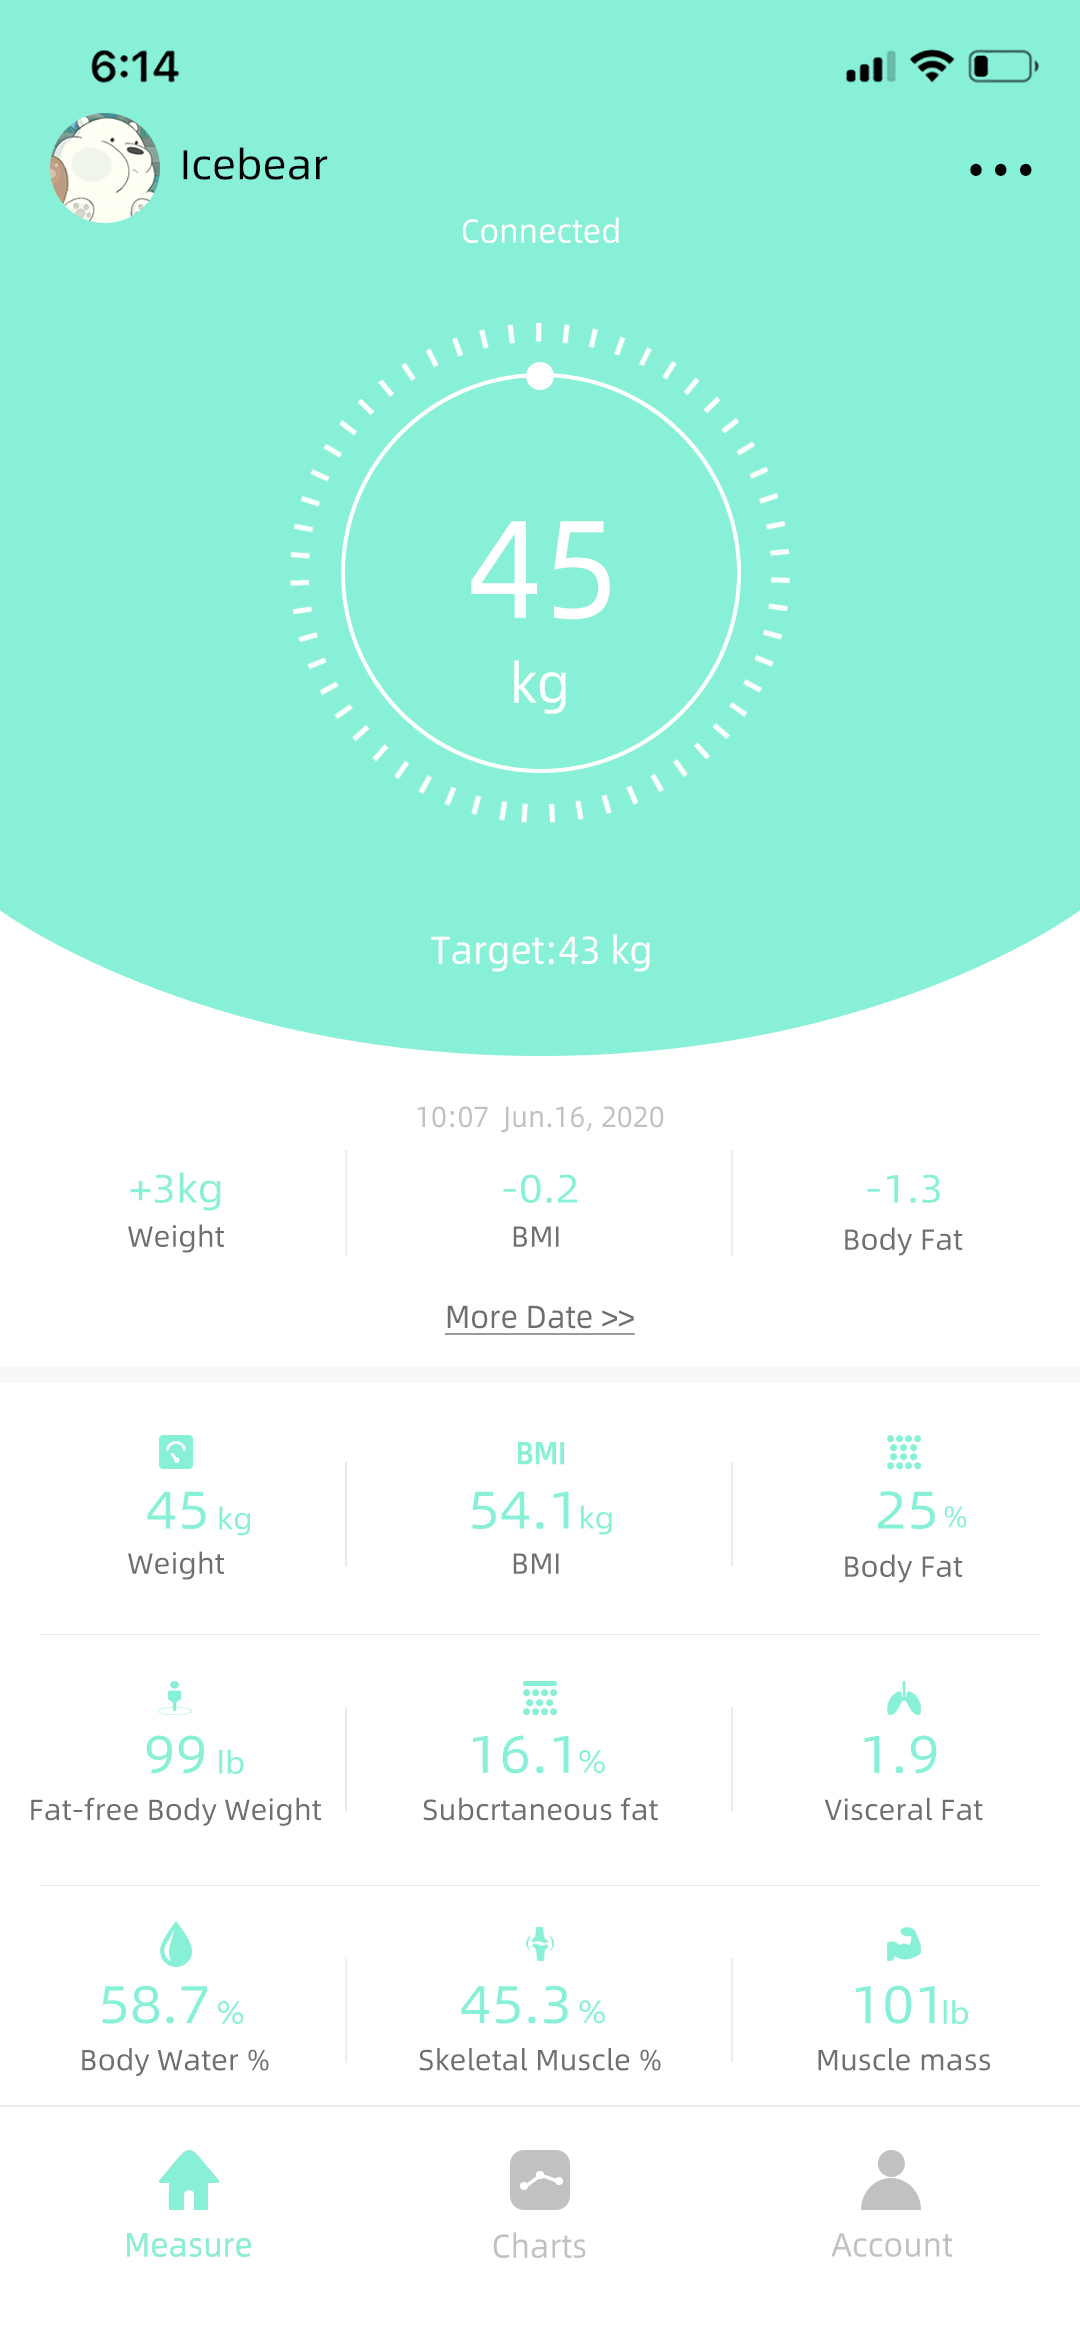 6:14
Icebear
Connected
45
kg
Target:43 kg
10:07 Jun.16, 2020
+3kg -0.2 -1.3
Weight BMI Body Fat
More Date >>
BMI
45 kg 54.1kg 25 %
Weight BMI Body Fat
99 lb 16.1% 1.9
Fat-free Body Weight Subcrtaneous fat Visceral Fat
58.7 % 45.3 % 101lb
Body Water % Skeletal Muscle % Muscle mass
Measure Charts Account